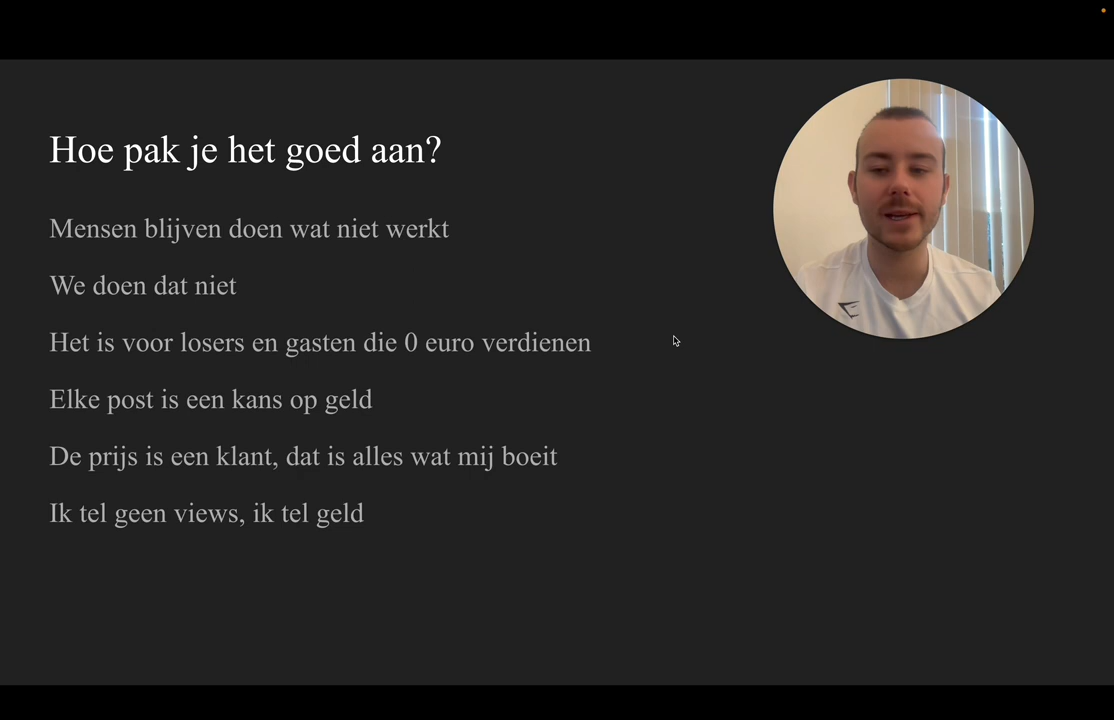 Hoe pak je het goed aan?
Mensen blijven doen wat niet werkt
We doen dat niet
Het is voor losers en gasten die 0 euro verdienen
Elke post is een kans op geld
De prijs is een klant, dat is alles wat mij boeit
Ik tel geen views, ik tel geld